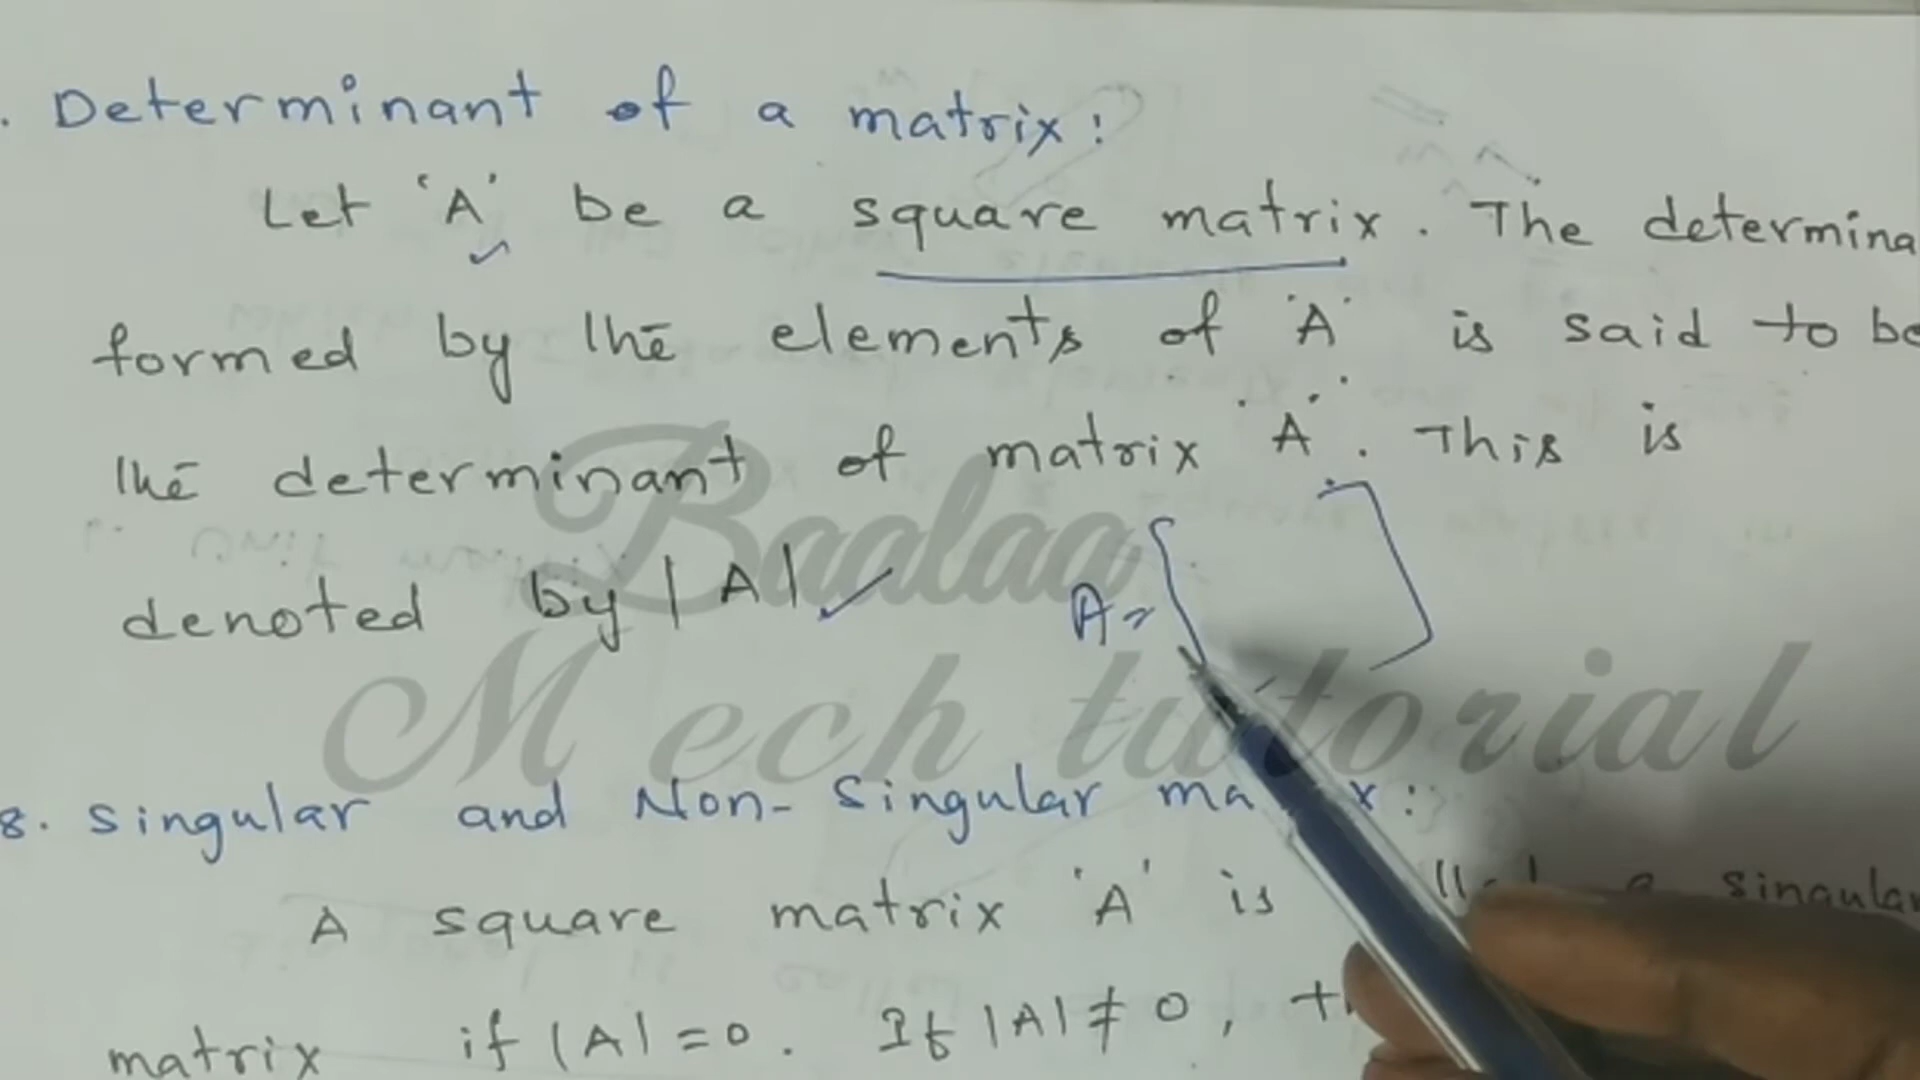 . Determinant of a matrix:
Let 'A' be a square matrix. The determina
formed by the elements of 'A' is said to be
the determinant of matrix 'A'. This is
denoted by |A|
A=[ ]
Baalaa
Mech tutorial
8. Singular and Non-Singular
A square matrix 'A' is a singular
matrix if |A|=0. If |A|≠0,